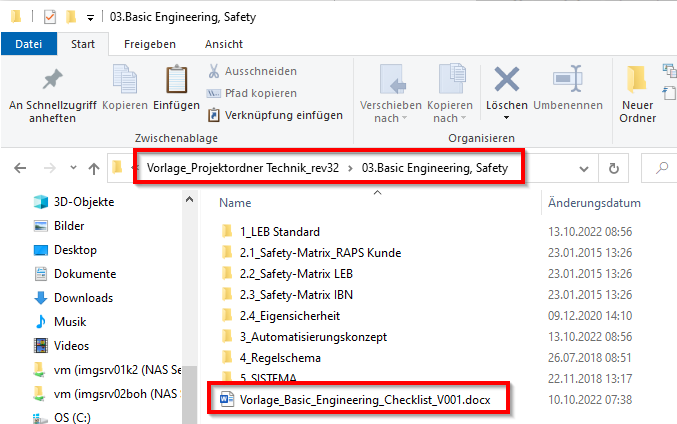 03.Basic Engineering, Safety
Datei Start Freigeben Ansicht
An Schnellzugriff anheften
Kopieren
Einfügen
Ausschneiden
Pfad kopieren
Verknüpfung einfügen
Verschieben nach
Kopieren nach
Löschen
Umbenennen
Neuer Ordner
Zwischenablage
Organisieren
« Vorlage_Projektordner Technik_rev32 > 03.Basic Engineering, Safety
Name Änderungsdatum
3D-Objekte
Bilder
Desktop
Dokumente
Downloads
Musik
Videos
vm (imgsrv01k2 (NAS Se
vm (imgsrv02boh (NAS S
OS (C:)
1_LEB Standard 13.10.2022 08:56
2.1_Safety-Matrix_RAPS Kunde 23.01.2015 13:26
2.2_Safety-Matrix LEB 23.01.2015 13:26
2.3_Safety-Matrix IBN 23.01.2015 13:26
2.4_Eigensicherheit 09.12.2020 14:10
3_Automatisierungskonzept 13.10.2022 08:56
4_Regelschema 26.07.2018 08:51
5_SISTEMA 22.11.2018 13:17
Vorlage_Basic_Engineering_Checklist_V001.docx 10.10.2022 07:38